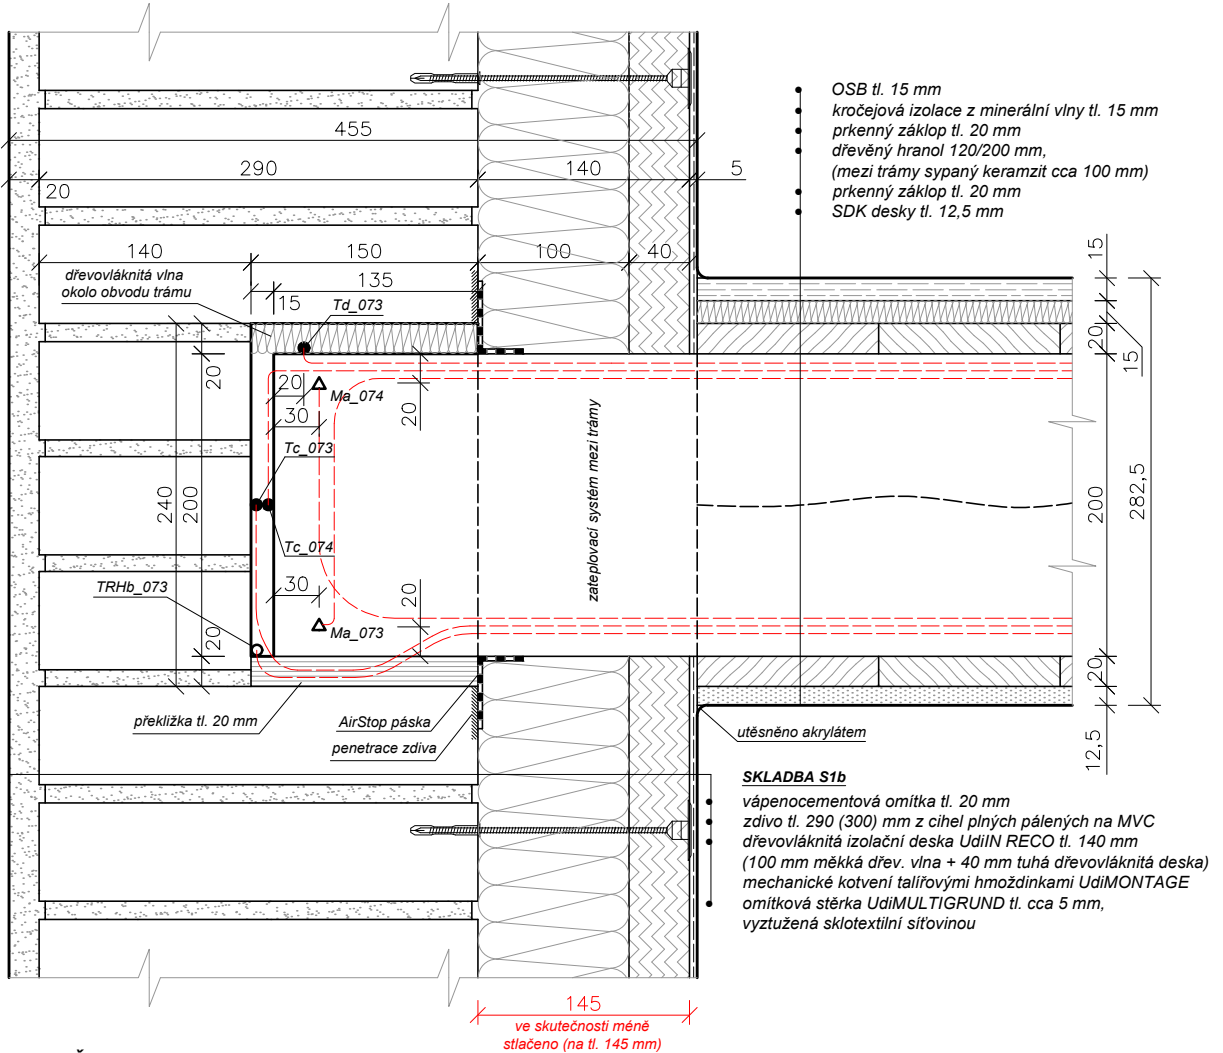 OSB tl. 15 mm
kročejová izolace z minerální vlny tl. 15 mm
prkenný záklop tl. 20 mm
dřevěný hranol 120/200 mm,
(mezi trámy sypaný keramzit cca 100 mm)
prkenný záklop tl. 20 mm
SDK desky tl. 12,5 mm
455
290
140
5
20
140
150
100
40
15
dřevovláknitá vlna
okolo obvodu trámu
135
15
Td_073
20
20
15
20
Ma_074
30
20
Tc_073
zateplovací systém mezi trámy
240
200
200
282,5
Tc_074
TRHb_073
30
20
Ma_073
20
20
překližka tl. 20 mm
AirStop páska
penetrace zdiva
utěsněno akrylátem
12,5
SKLADBA S1b
vápenocementová omítka tl. 20 mm
zdivo tl. 290 (300) mm z cihel plných pálených na MVC
dřevovláknitá izolační deska UdiIN RECO tl. 140 mm
(100 mm měkká dřev. vlna + 40 mm tuhá dřevovláknitá deska)
mechanické kotvení talířovými hmoždinkami UdiMONTAGE
omítková stěrka UdiMULTIGRUND tl. cca 5 mm,
vyztužená sklotextilní síťovinou
145
ve skutečnosti méně
stlačeno (na tl. 145 mm)